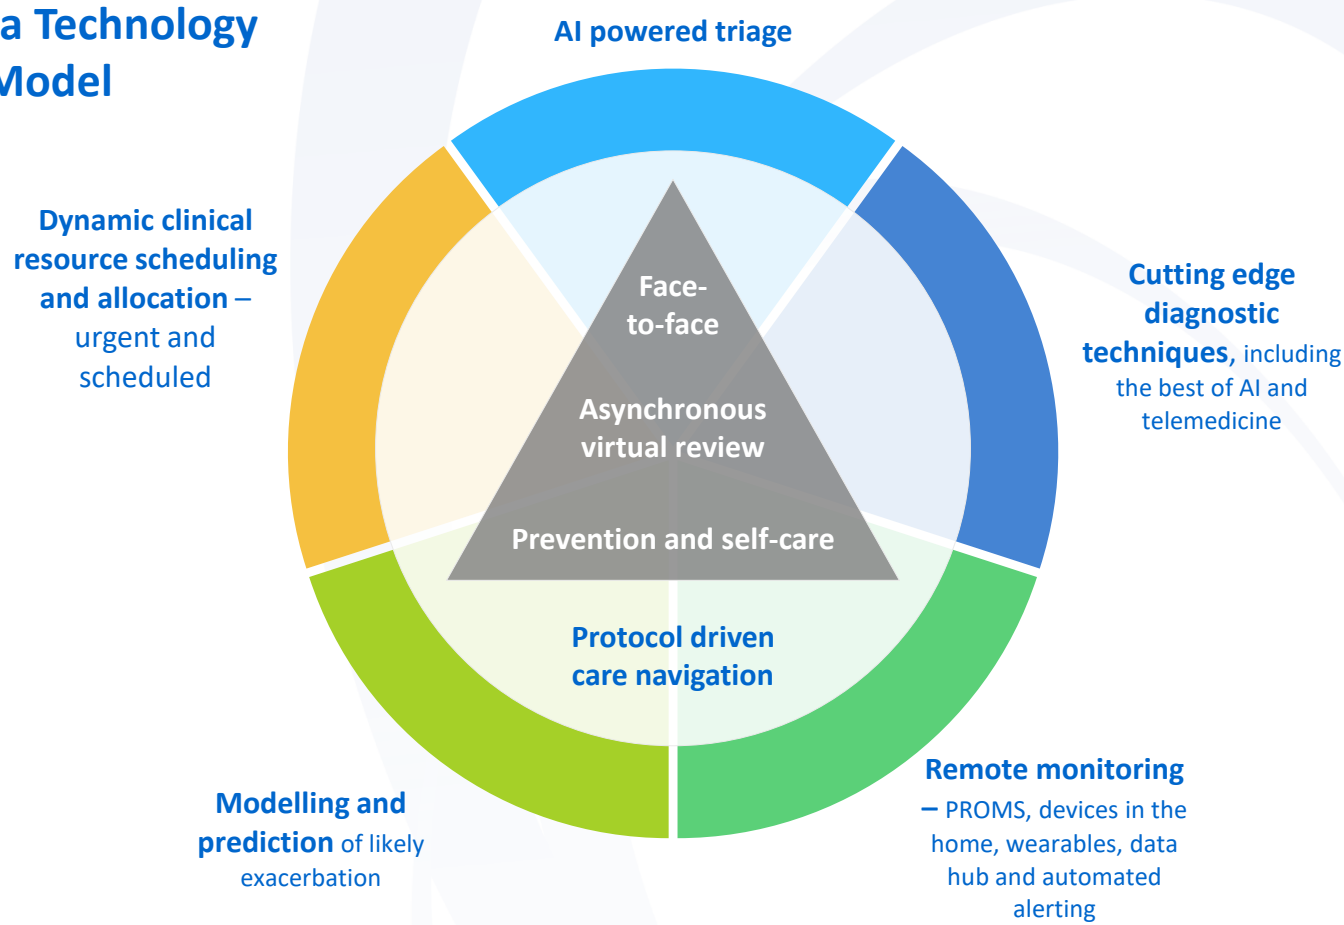 a Technology
Model
AI powered triage
Dynamic clinical
resource scheduling
and allocation –
urgent and
scheduled
Face-
to-face
Asynchronous
virtual review
Prevention and self-care
Protocol driven
care navigation
Cutting edge
diagnostic
techniques, including
the best of AI and
telemedicine
Modelling and
prediction of likely
exacerbation
Remote monitoring
– PROMS, devices in the
home, wearables, data
hub and automated
alerting